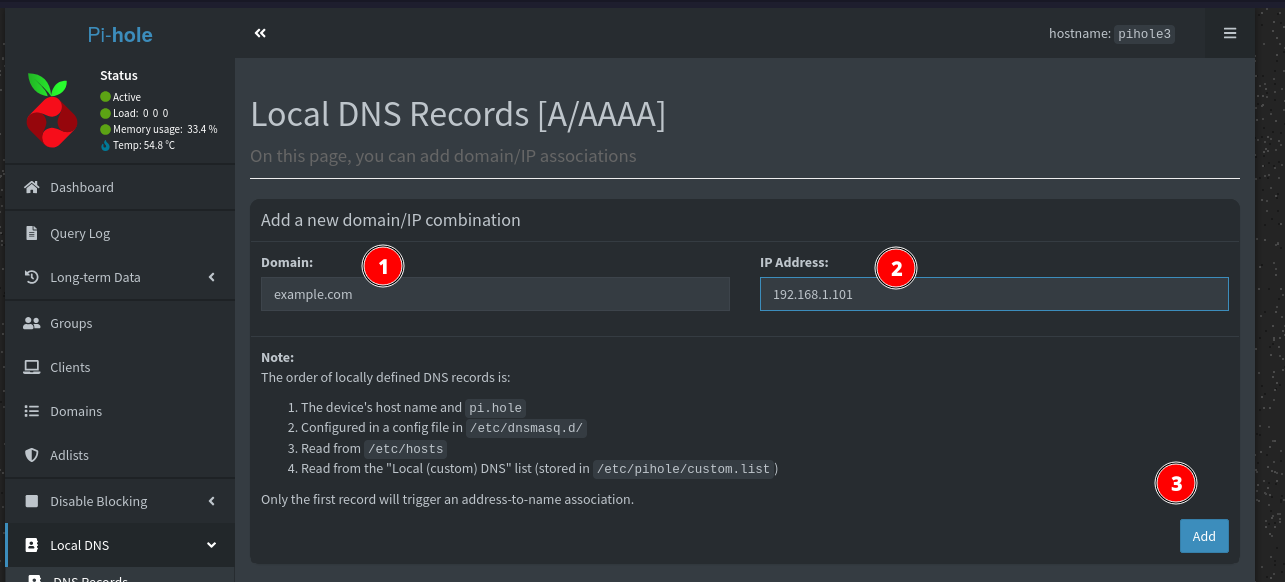 Pi-hole
hostname: pihole3
Status
Active
Load: 0 0 0
Memory usage: 33.4 %
Temp: 54.8 °C
Dashboard
Query Log
Long-term Data
Groups
Clients
Domains
Adlists
Disable Blocking
Local DNS
DNS Records
Local DNS Records [A/AAAA]
On this page, you can add domain/IP associations
Add a new domain/IP combination
Domain:
1
example.com
IP Address:
2
192.168.1.101
Note:
The order of locally defined DNS records is:
1. The device's host name and pi.hole
2. Configured in a config file in /etc/dnsmasq.d/
3. Read from /etc/hosts
4. Read from the "Local (custom) DNS" list (stored in /etc/pihole/custom.list)
Only the first record will trigger an address-to-name association.
3
Add